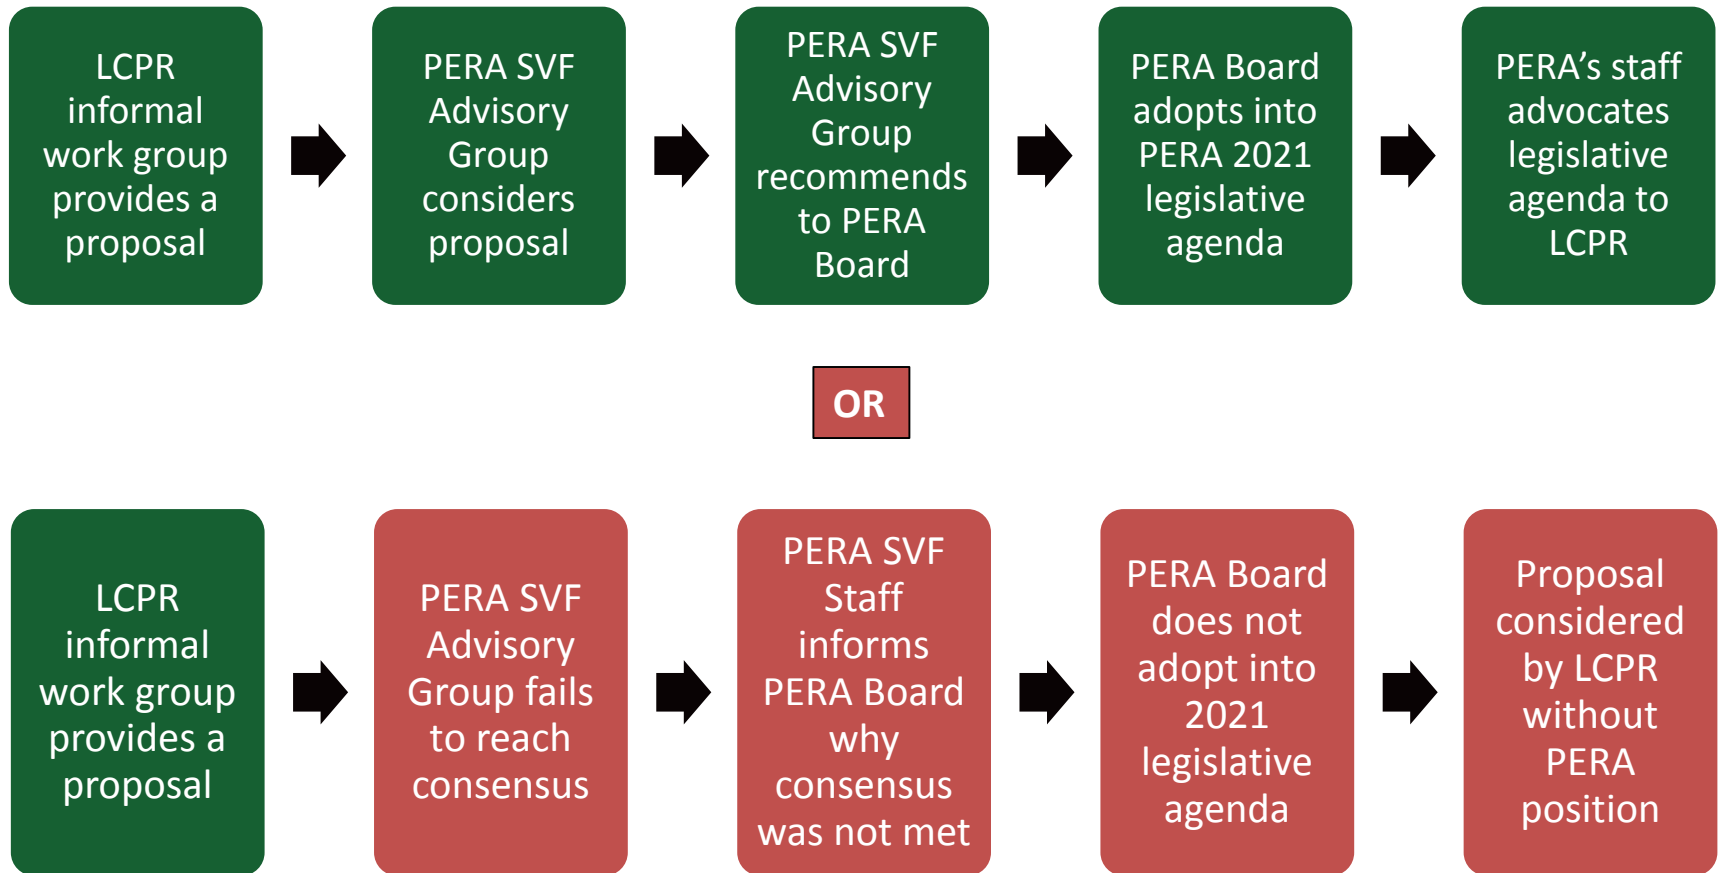 LCPR
informal
work group
provides a
proposal
PERA SVF
Advisory
Group
considers
proposal
PERA SVF
Advisory
Group
recommends
to PERA
Board
PERA Board
adopts into
PERA 2021
legislative
agenda
PERA’s staff
advocates
legislative
agenda to
LCPR
OR
LCPR
informal
work group
provides a
proposal
PERA SVF
Advisory
Group fails
to reach
consensus
PERA SVF
Staff
informs
PERA Board
why
consensus
was not met
PERA Board
does not
adopt into
2021
legislative
agenda
Proposal
considered
by LCPR
without
PERA
position